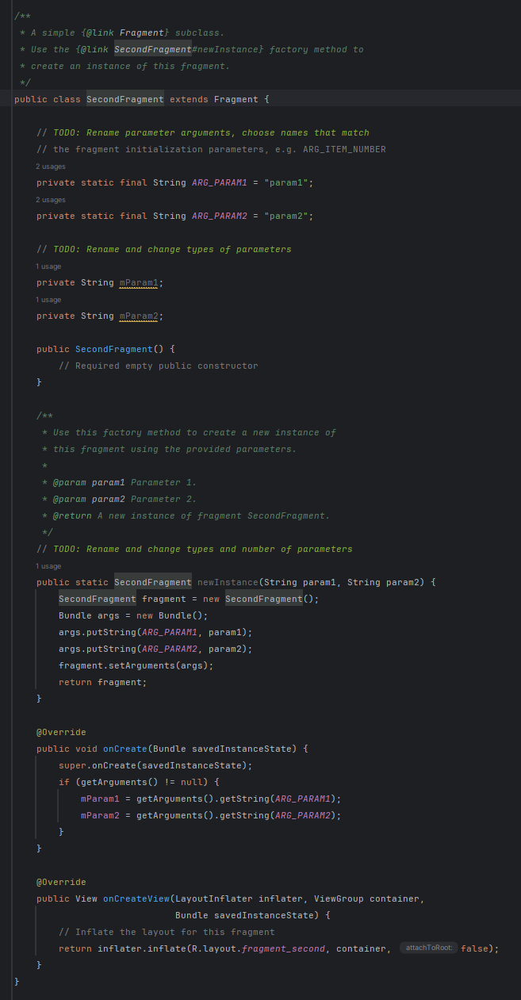 /**
 * A simple {@link Fragment} subclass.
 * Use the {@link SecondFragment#newInstance} factory method to
 * create an instance of this fragment.
 */
public class SecondFragment extends Fragment {

    // TODO: Rename parameter arguments, choose names that match
    // the fragment initialization parameters, e.g. ARG_ITEM_NUMBER
    2 usages
    private static final String ARG_PARAM1 = "param1";
    2 usages
    private static final String ARG_PARAM2 = "param2";

    // TODO: Rename and change types of parameters
    1 usage
    private String mParam1;
    1 usage
    private String mParam2;

    public SecondFragment() {
        // Required empty public constructor
    }

    /**
     * Use this factory method to create a new instance of
     * this fragment using the provided parameters.
     *
     * @param param1 Parameter 1.
     * @param param2 Parameter 2.
     * @return A new instance of fragment SecondFragment.
     */
    // TODO: Rename and change types and number of parameters
    1 usage
    public static SecondFragment newInstance(String param1, String param2) {
        SecondFragment fragment = new SecondFragment();
        Bundle args = new Bundle();
        args.putString(ARG_PARAM1, param1);
        args.putString(ARG_PARAM2, param2);
        fragment.setArguments(args);
        return fragment;
    }

    @Override
    public void onCreate(Bundle savedInstanceState) {
        super.onCreate(savedInstanceState);
        if (getArguments() != null) {
            mParam1 = getArguments().getString(ARG_PARAM1);
            mParam2 = getArguments().getString(ARG_PARAM2);
        }
    }

    @Override
    public View onCreateView(LayoutInflater inflater, ViewGroup container,
                             Bundle savedInstanceState) {
        // Inflate the layout for this fragment
        return inflater.inflate(R.layout.fragment_second, container, attachToRoot: false);
    }
}